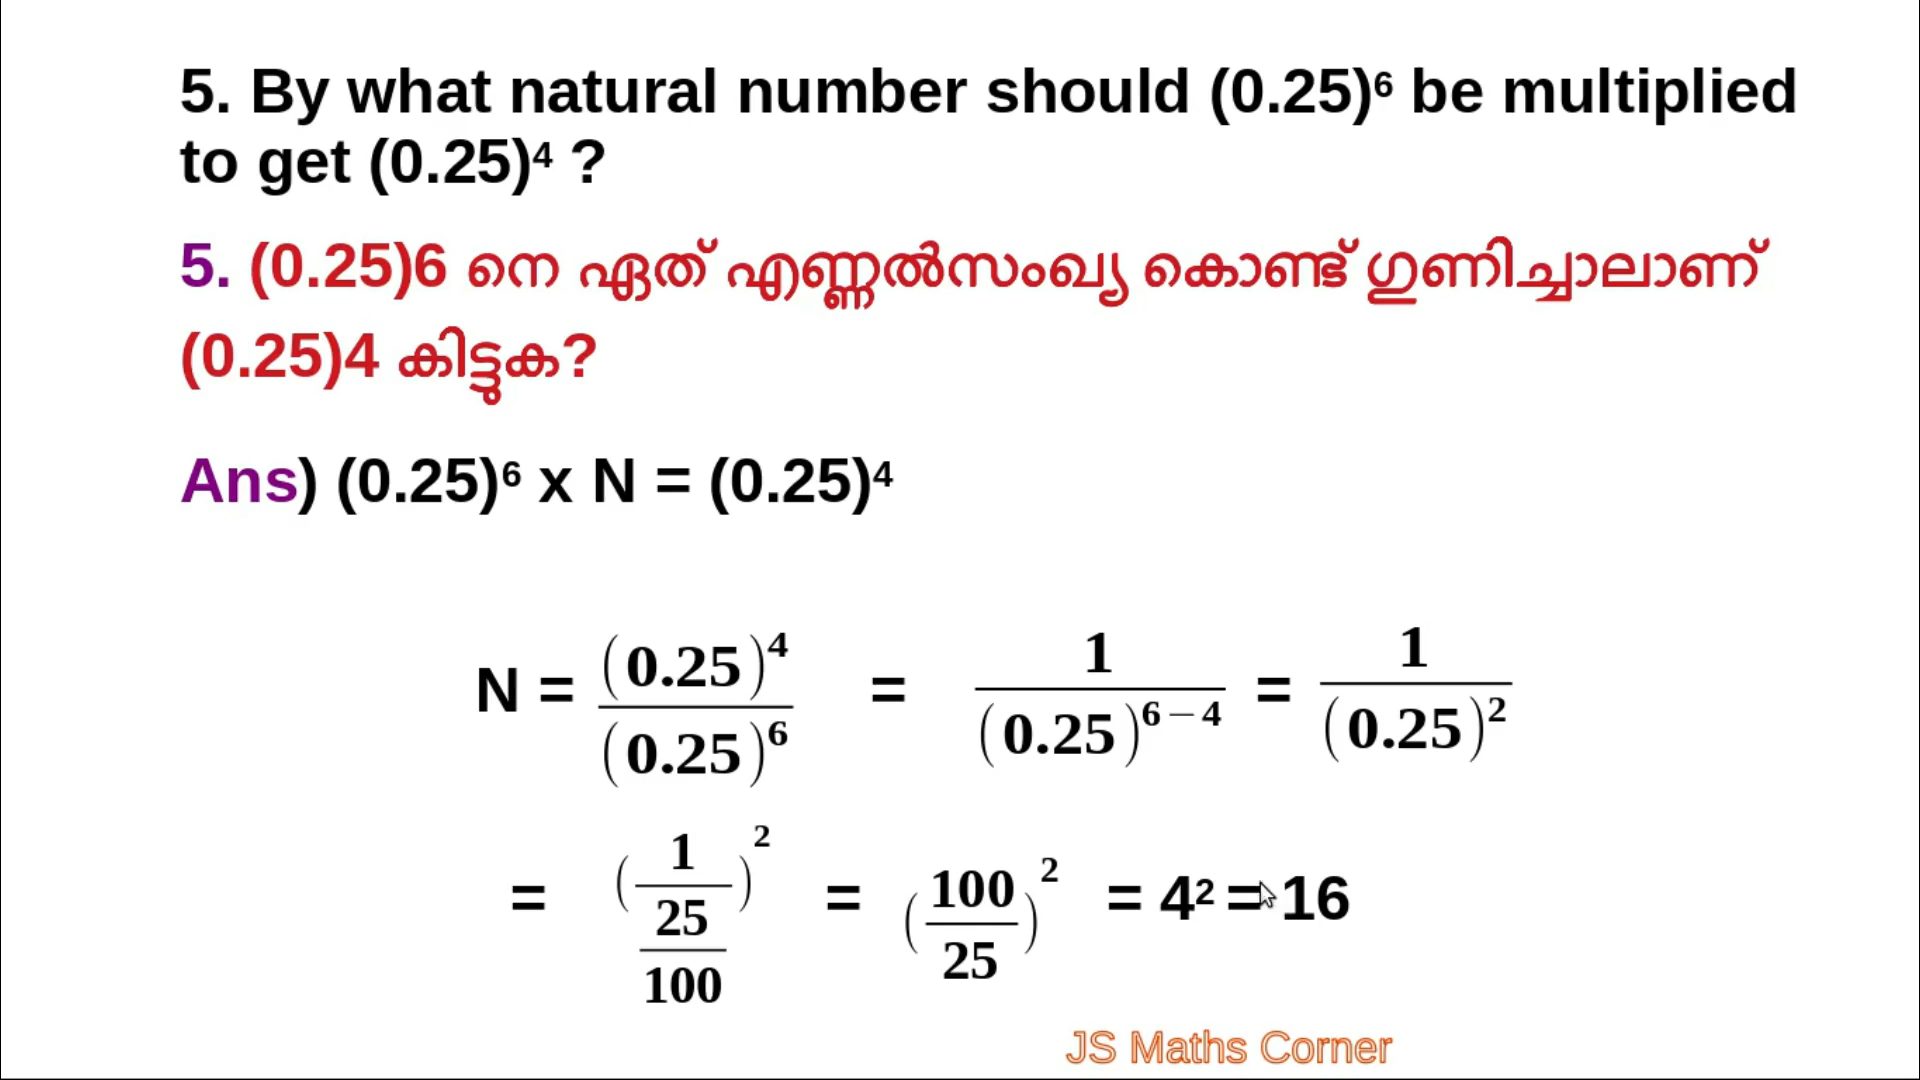 5. By what natural number should (0.25)⁶ be multiplied
to get (0.25)⁴ ?
5. (0.25)6 നെ ഏത് എണ്ണൽസംഖ്യ കൊണ്ട് ഗുണിച്ചാലാണ്
(0.25)4 കിട്ടുക?
Ans) (0.25)⁶ x N = (0.25)⁴
N = (0.25)⁴/(0.25)⁶ = 1/(0.25)⁶⁻⁴ = 1/(0.25)²
= (1/(25/100))² = (100/25)² = 4² = 16
JS Maths Corner